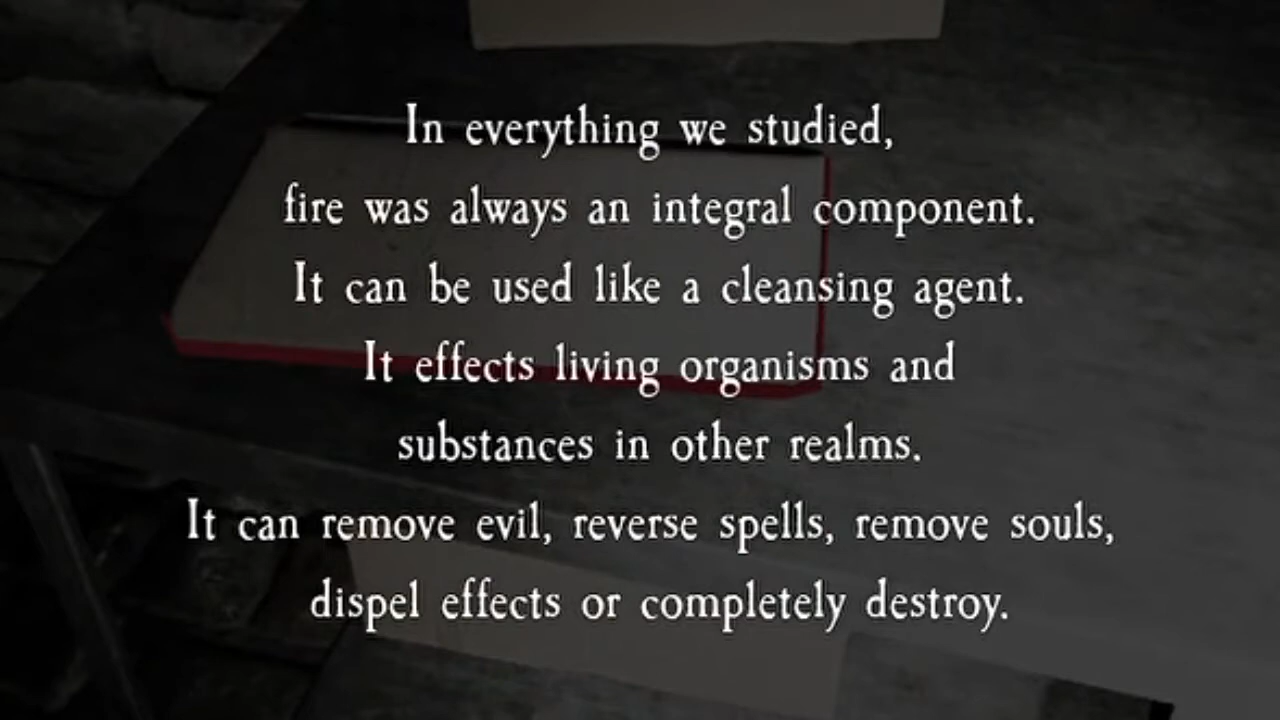 In everything we studied,
fire was always an integral component.
It can be used like a cleansing agent.
It effects living organisms and
substances in other realms.
It can remove evil, reverse spells, remove souls,
dispel effects or completely destroy.